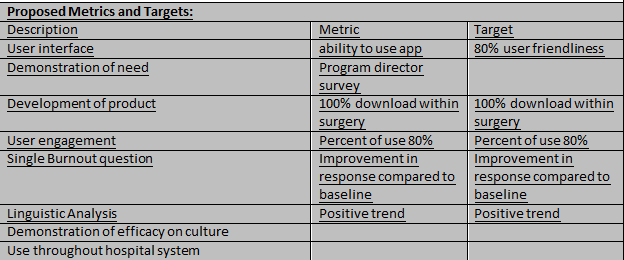 Proposed Metrics and Targets:
Description Metric Target
User interface ability to use app 80% user friendliness
Demonstration of need Program director
survey
Development of product 100% download within 100% download within
surgery surgery
User engagement Percent of use 80% Percent of use 80%
Single Burnout question Improvement in Improvement in
response compared to response compared to
baseline baseline
Linguistic Analysis Positive trend Positive trend
Demonstration of efficacy on culture
Use throughout hospital system